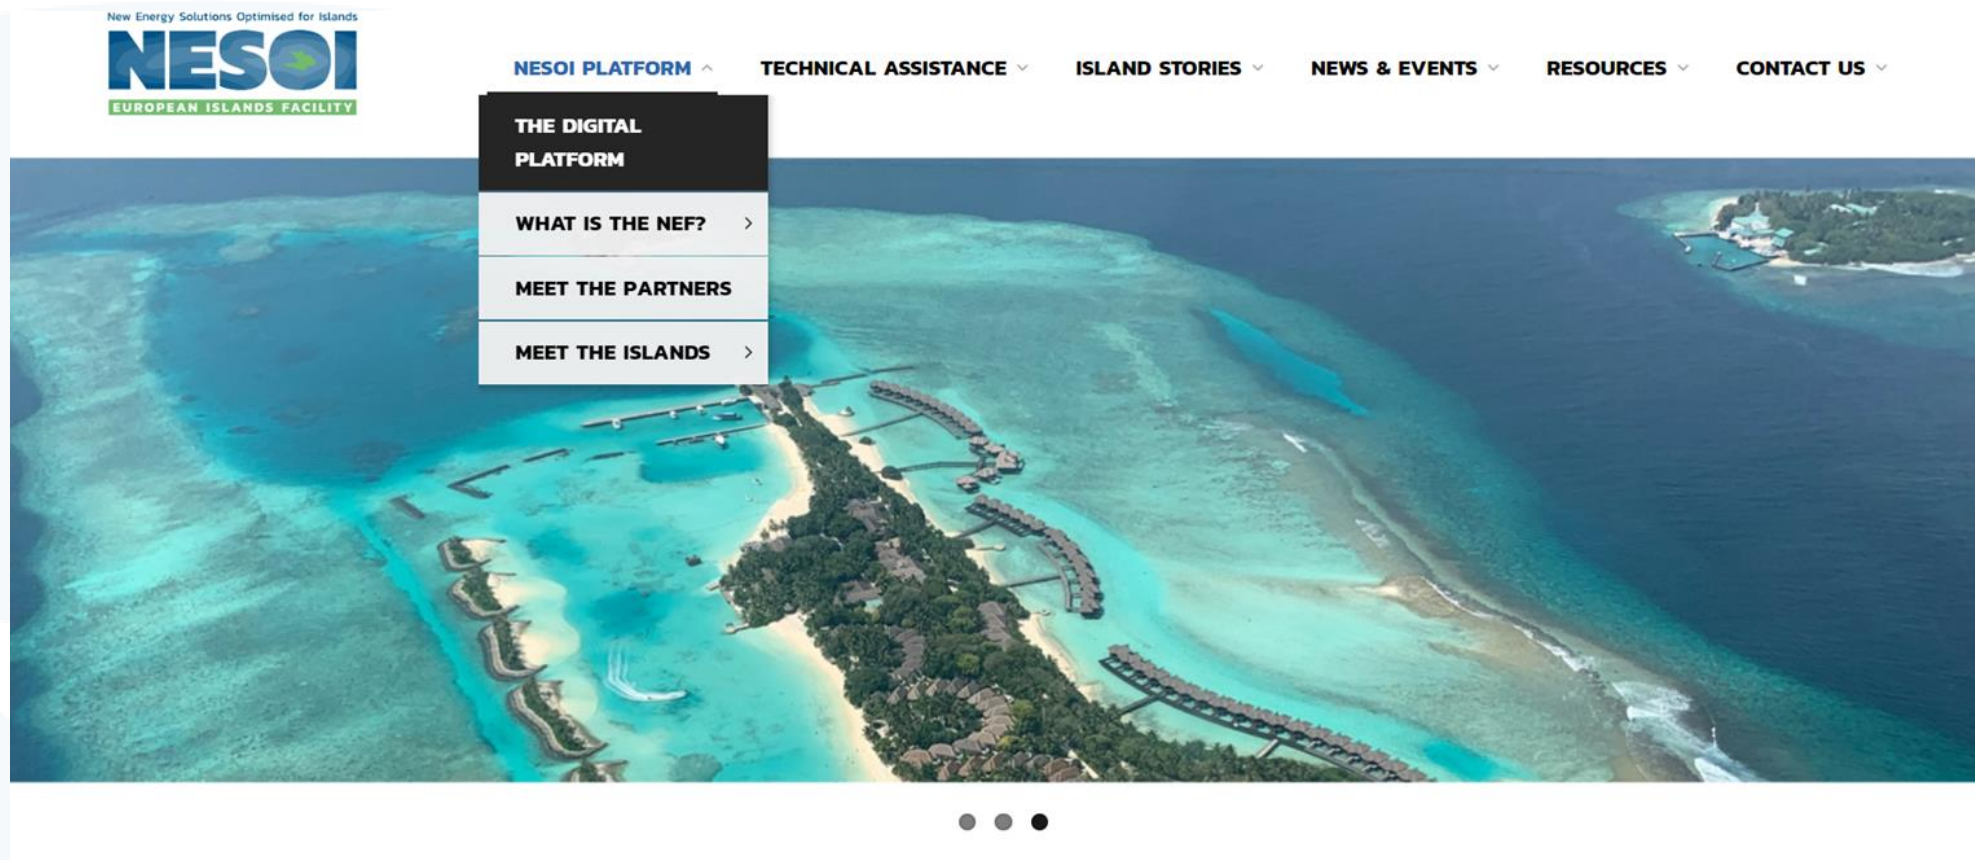 New Energy Solutions Optimised for Islands
NESOI
EUROPEAN ISLANDS FACILITY
NESOI PLATFORM
TECHNICAL ASSISTANCE
ISLAND STORIES
NEWS & EVENTS
RESOURCES
CONTACT US
THE DIGITAL
PLATFORM
WHAT IS THE NEF?
MEET THE PARTNERS
MEET THE ISLANDS